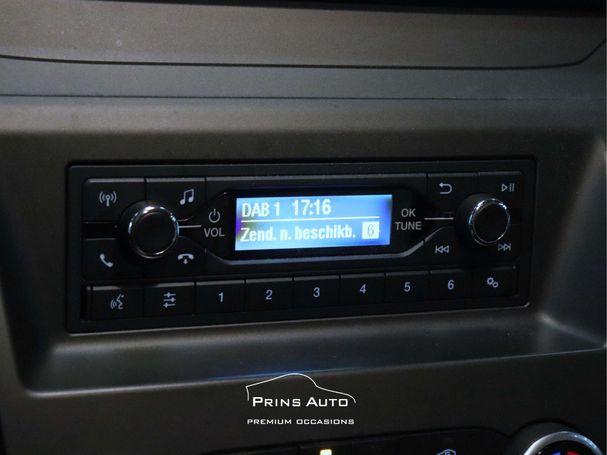 DAB 1 17:16
Zend. n. beschikb. 6
VOL
OK
TUNE
1 2 3 4 5 6
PRINS AUTO
PREMIUM OCCASIONS